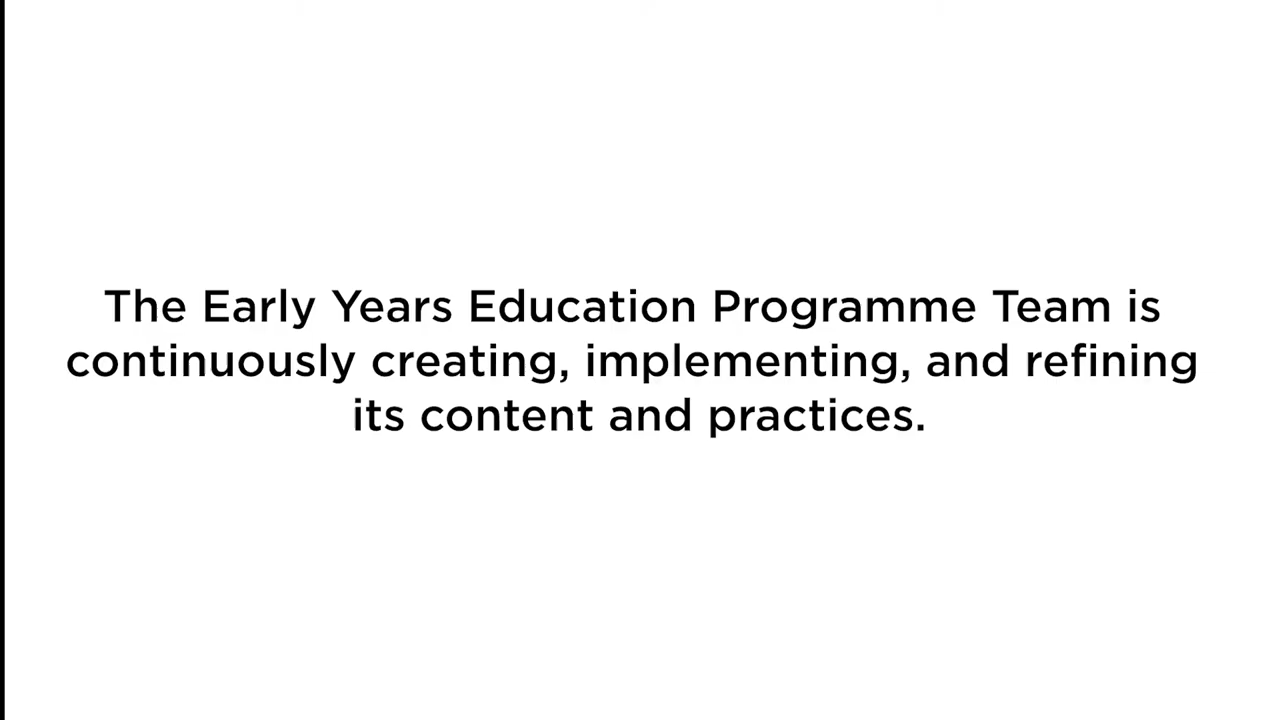 The Early Years Education Programme Team is
continuously creating, implementing, and refining
its content and practices.